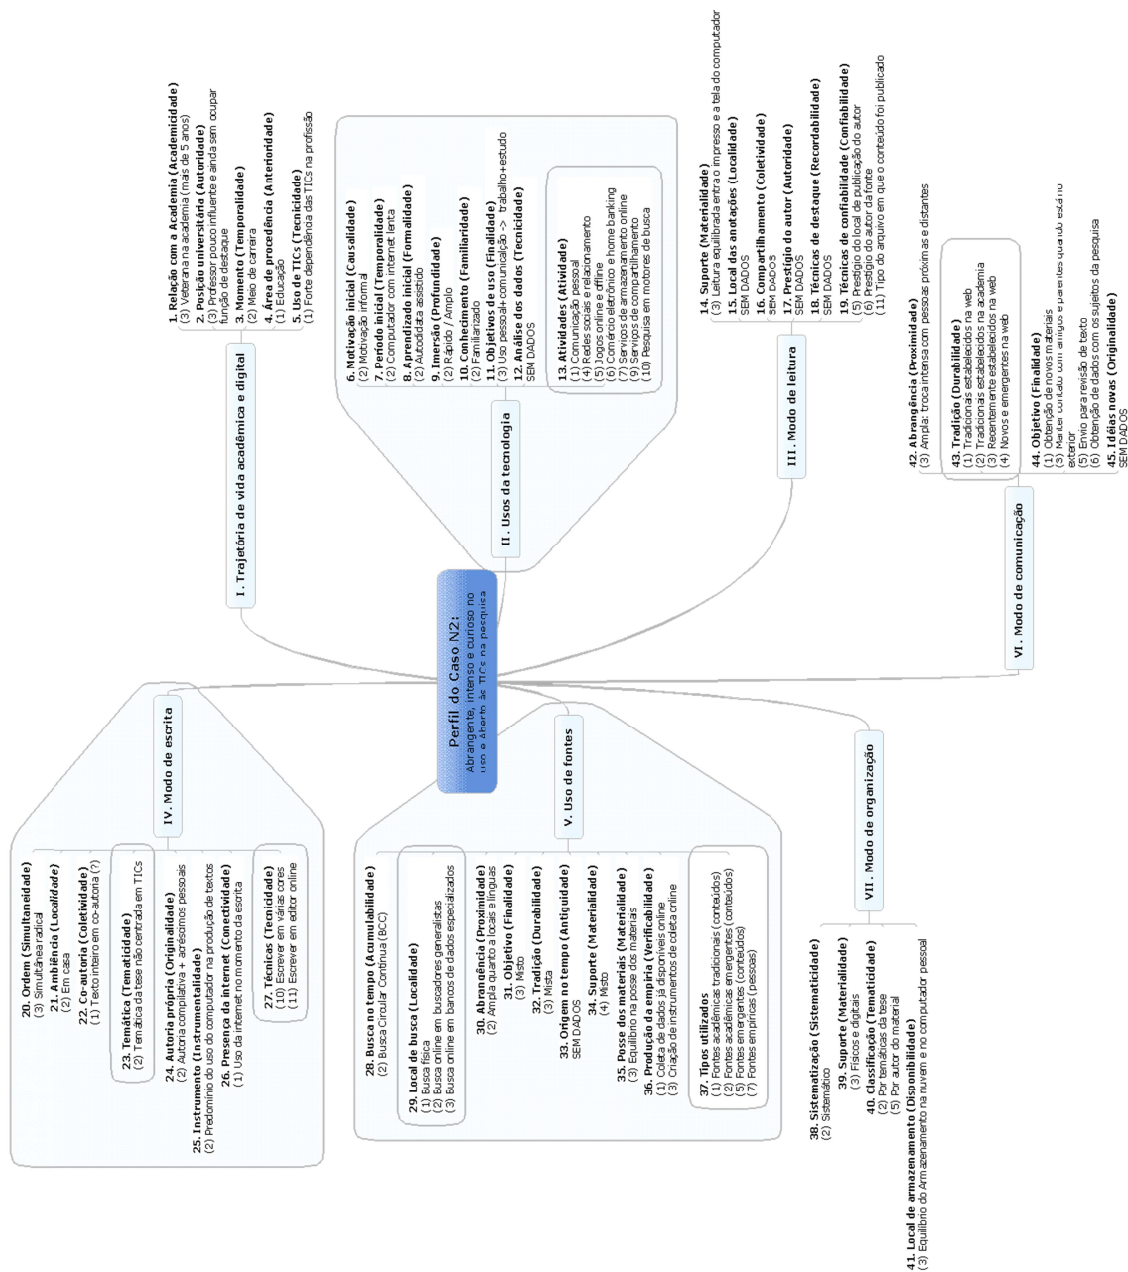 Perfil do Caso N2:
Abrangente, intenso e curioso no
uso e Aberto às TICs na pesquisa
I. Trajetória de vida acadêmica e digital
1. Relação com a Academia (Academicidade)
(3) Veterana na academia (mais de 5 anos)
2. Posição universitária (Autoridade)
(3) Professor pouco influente e ainda sem ocupar
função de destaque
3. Momento (Temporalidade)
(2) Meio de carreira
4. Área de procedência (Anterioridade)
(1) Educação
5. Uso de TICs (Tecnicidade)
(1) Forte dependência das TICs na profissão
II. Usos da tecnologia
6. Motivação inicial (Causalidade)
(2) Motivação informal
7. Período inicial (Temporalidade)
(2) Computador com internet lenta
8. Aprendizado inicial (Formalidade)
(2) Autodidata assistido
9. Imersão (Profundidade)
(2) Rápido / Amplo
10. Conhecimento (Familiaridade)
(2) Familiarizado
11. Objetivos de uso (Finalidade)
(3) Uso pessoal+comunicação -> trabalho+estudo
12. Análise dos dados (Tecnicidade)
SEM DADOS
13. Atividades (Atividade)
(1) Comunicação pessoal
(4) Redes sociais e relacionamento
(5) Jogos online e offline
(6) Comércio eletrônico e home banking
(7) Serviços de armazenamento online
(9) Serviços de compartilhamento
(10) Pesquisa em motores de busca
III. Modo de leitura
14. Suporte (Materialidade)
(3) Leitura equilibrada entre o impresso e a tela do computador
15. Local das anotações (Localidade)
SEM DADOS
16. Compartilhamento (Coletividade)
SEM DADOS
17. Prestígio do autor (Autoridade)
SEM DADOS
18. Técnicas de destaque (Recordabilidade)
SEM DADOS
19. Técnicas de confiabilidade (Confiabilidade)
(5) Prestígio do local de publicação do autor
(6) Prestígio do autor da fonte
(11) Tipo do arquivo em que o conteúdo foi publicado
IV. Modo de escrita
20. Ordem (Simultaneidade)
(3) Simultânea radical
21. Ambiência (Localidade)
(2) Em casa
22. Co-autoria (Coletividade)
(1) Texto inteiro em co-autoria (?)
23. Temática (Tematicidade)
(2) Temática da tese não centrada em TICs
24. Autoria própria (Originalidade)
(2) Autoria compilativa + acréscimos pessoais
25. Instrumento (Instrumentalidade)
(2) Predomínio do uso do computador na produção de textos
26. Presença da internet (Conectividade)
(1) Uso da internet no momento da escrita
27. Técnicas (Tecnicidade)
(10) Escrever em várias cores
(11) Escrever em editor online
V. Uso de fontes
28. Busca no tempo (Acumulabilidade)
(2) Busca Circular Contínua (BCC)
29. Local de busca (Localidade)
(1) Busca física
(2) Busca online em buscadores generalistas
(3) Busca online em bancos de dados especializados
30. Abrangência (Proximidade)
(2) Ampla quanto a locais e línguas
31. Objetivo (Finalidade)
(3) Misto
32. Tradição (Durabilidade)
(3) Mista
33. Origem no tempo (Antiguidade)
SEM DADOS
34. Suporte (Materialidade)
(4) Misto
35. Posse dos materiais (Materialidade)
(3) Equilíbrio na posse dos materiais
36. Produção da empiria (Verificabilidade)
(1) Coleta de dados já disponíveis online
(3) Criação de instrumentos de coleta online
37. Tipos utilizados
(1) Fontes acadêmicas tradicionais (conteúdos)
(2) Fontes acadêmicas emergentes (conteúdos)
(5) Fontes emergentes (conteúdos)
(7) Fontes empíricas (pessoas)
VII. Modo de organização
38. Sistematização (Sistematicidade)
(2) Sistemático
39. Suporte (Materialidade)
(3) Físicos e digitais
40. Classificação (Tematicidade)
(2) Por temáticas da tese
(5) Por autor do material
41. Local de armazenamento (Disponibilidade)
(3) Equilíbrio do Armazenamento na nuvem e no computador pessoal
VI. Modo de comunicação
42. Abrangência (Proximidade)
(3) Ampla: troca intensa com pessoas próximas e distantes
43. Tradição (Durabilidade)
(1) Tradicionais estabelecidos na web
(2) Tradicionais estabelecidos na academia
(3) Recentemente estabelecidos na web
(4) Novos e emergentes na web
44. Objetivo (Finalidade)
(1) Obtenção de novos materiais
(3) Manter contato com amigos e parentes quando está no
exterior
(5) Envio para revisão de texto
(6) Obtenção de dados com os sujeitos da pesquisa
45. Idéias novas (Originalidade)
SEM DADOS